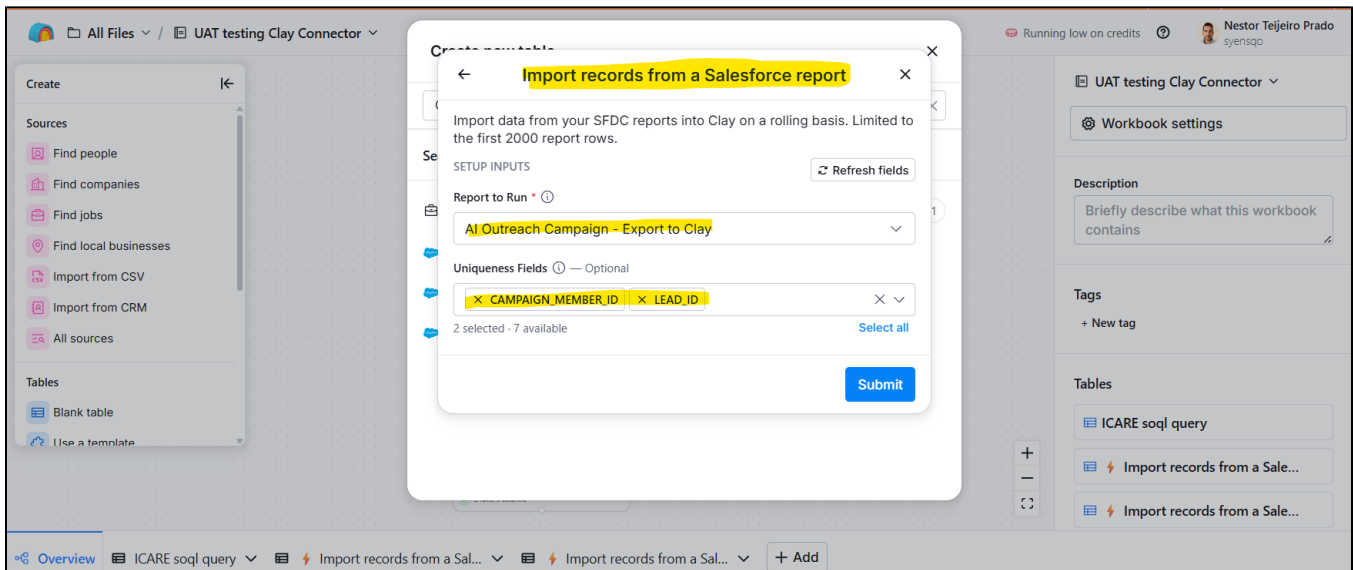 All Files / UAT testing Clay Connector
Running low on credits
Nestor Teijeiro Prado
syensqo
Create
Sources
Find people
Find companies
Find jobs
Find local businesses
Import from CSV
Import from CRM
All sources
Tables
Blank table
Use a template
Create new table
Import records from a Salesforce report
Import data from your SFDC reports into Clay on a rolling basis. Limited to
the first 2000 report rows.
SETUP INPUTS
Refresh fields
Report to Run *
AI Outreach Campaign - Export to Clay
Uniqueness Fields — Optional
CAMPAIGN_MEMBER_ID LEAD_ID
2 selected · 7 available
Select all
Submit
Se
1
UAT testing Clay Connector
Workbook settings
Description
Briefly describe what this workbook
contains
Tags
+ New tag
Tables
ICARE soql query
Import records from a Sale...
Import records from a Sale...
Overview
ICARE soql query
Import records from a Sal...
Import records from a Sal...
+ Add